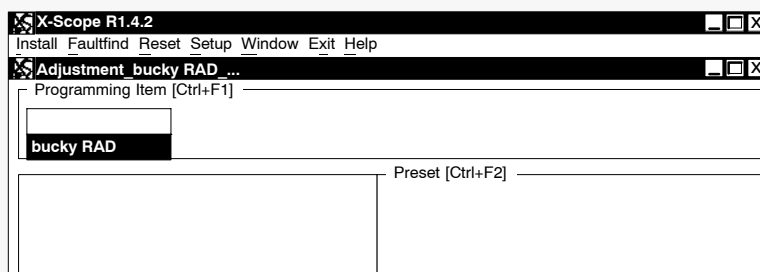 X-Scope R1.4.2
Install Faultfind Reset Setup Window Exit Help
Adjustment_bucky RAD_...
Programming Item [Ctrl+F1]
bucky RAD
Preset [Ctrl+F2]